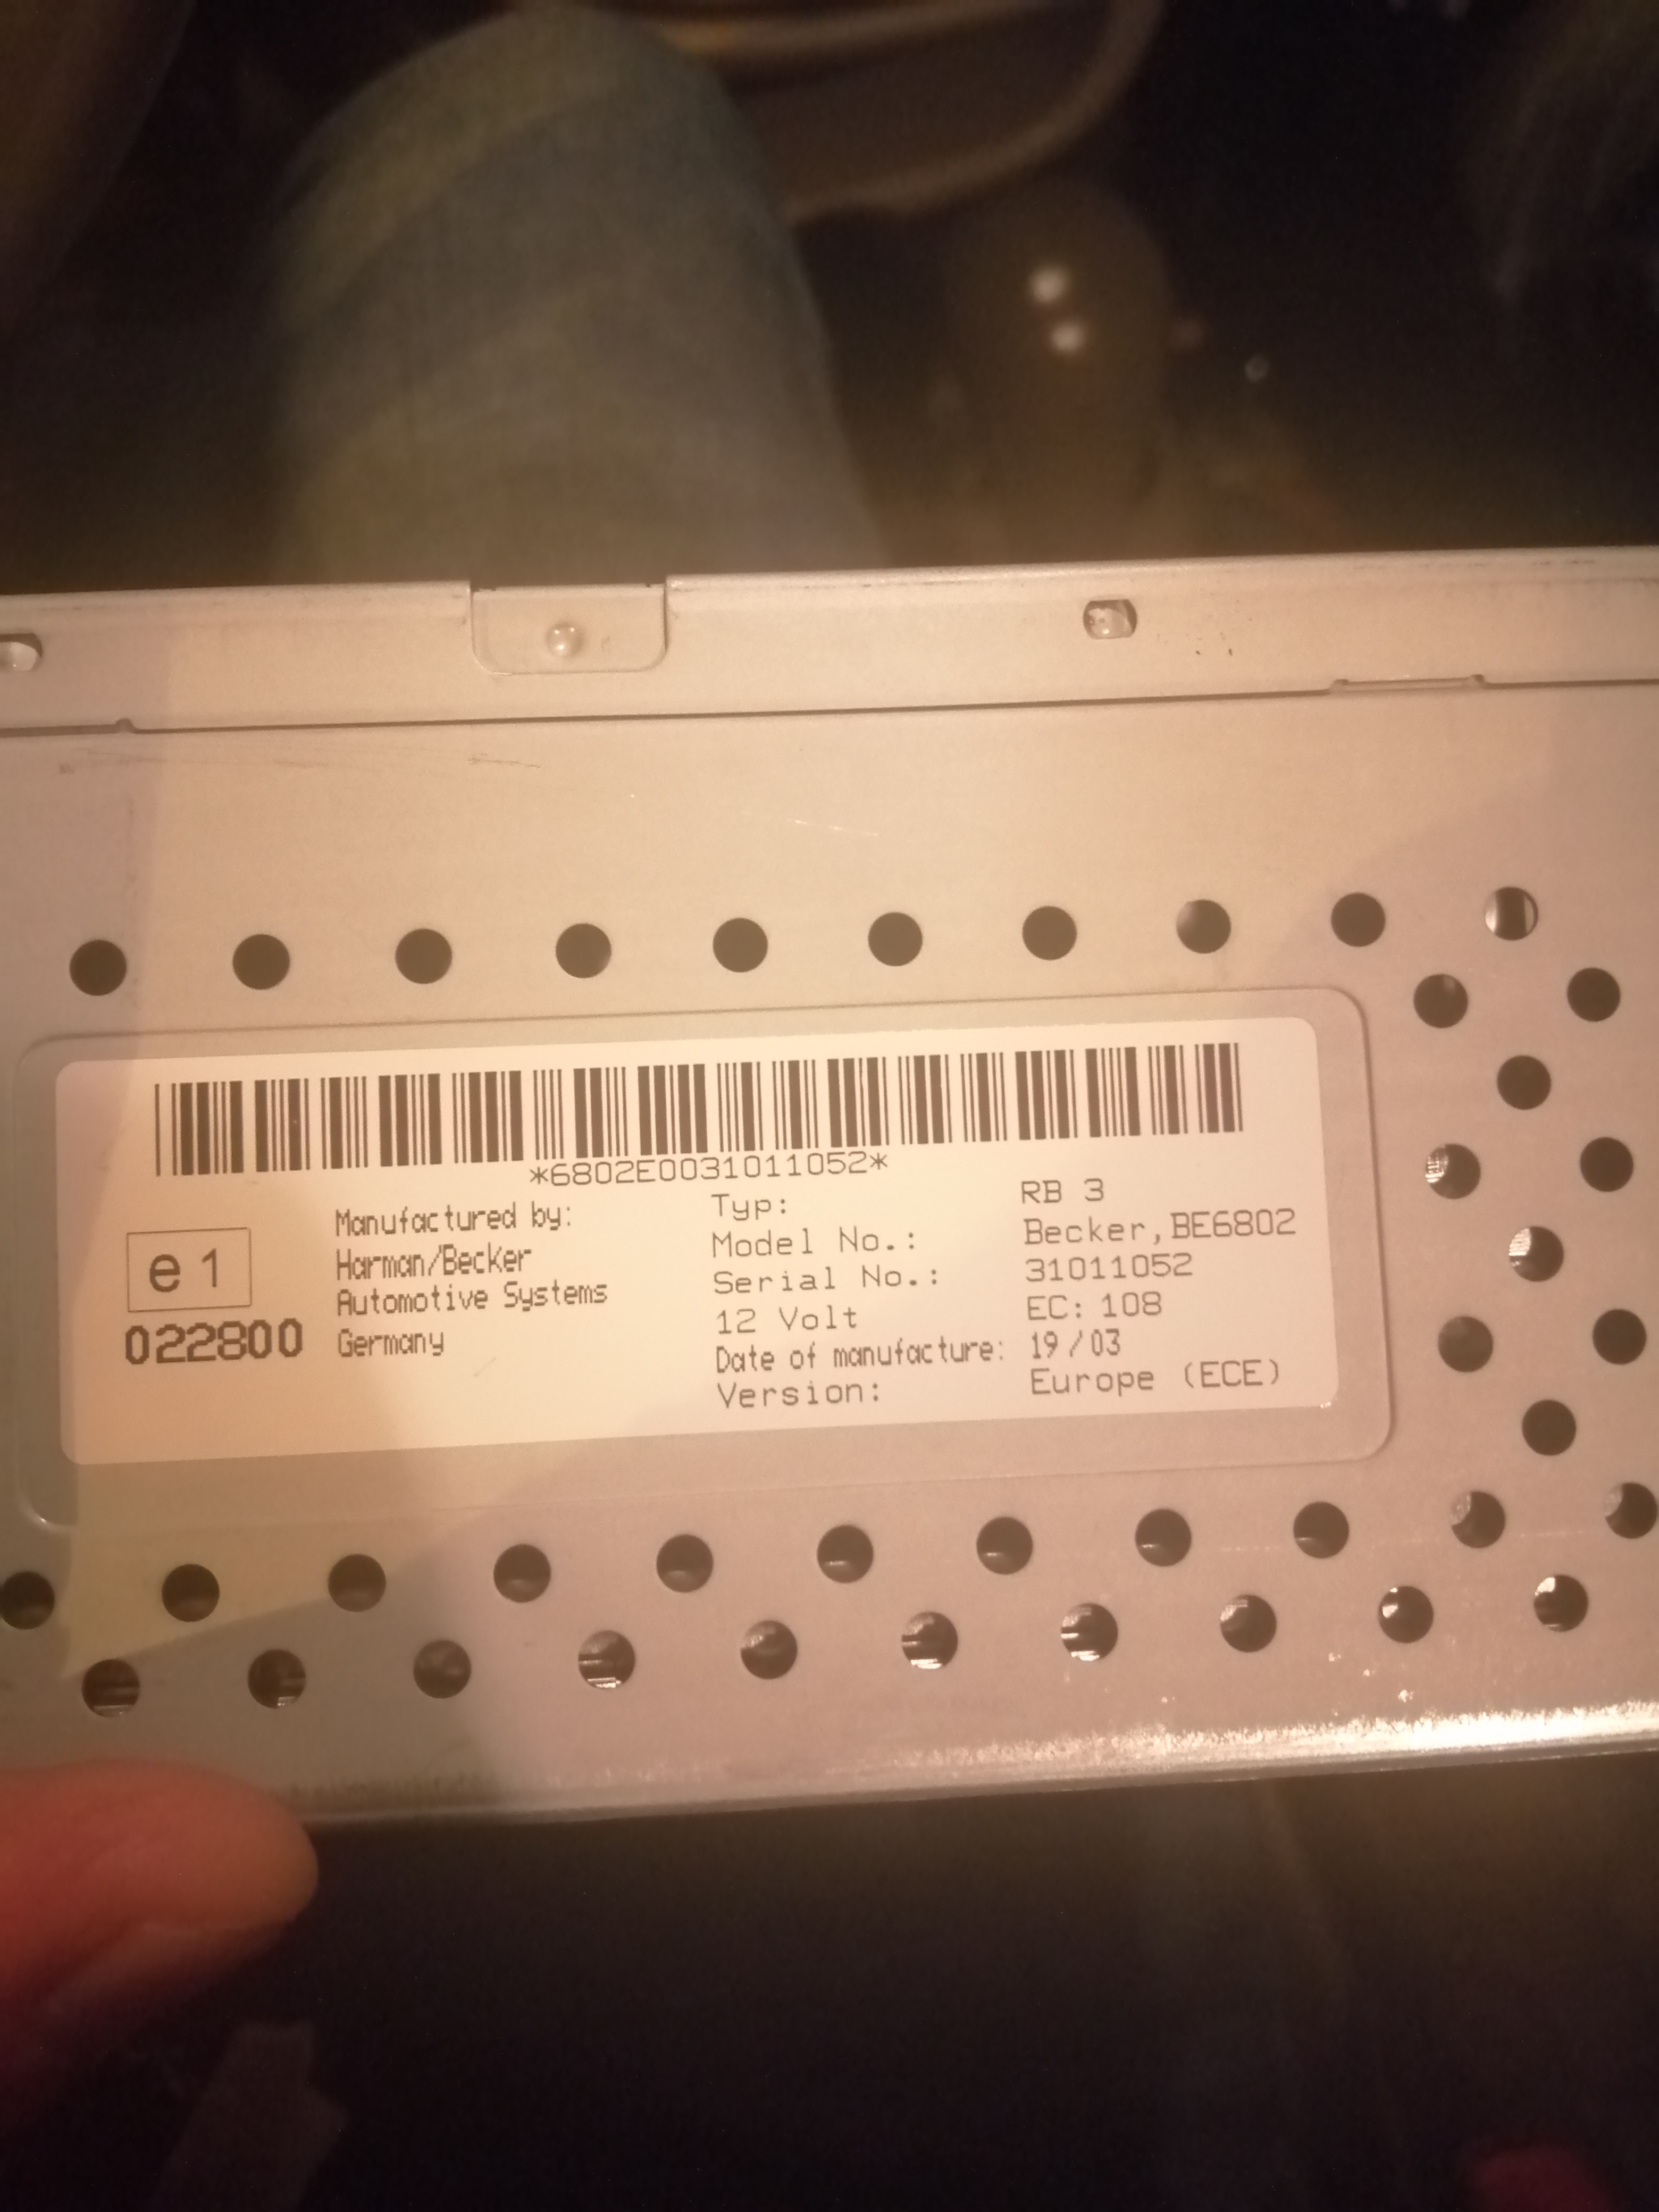 *6802E0031011052*
e1
022800
Manufactured by:
Harman/Becker
Automotive Systems
Germany
Typ: RB 3
Model No.: Becker,BE6802
Serial No.: 31011052
12 Volt EC: 108
Date of manufacture: 19/03
Version: Europe (ECE)